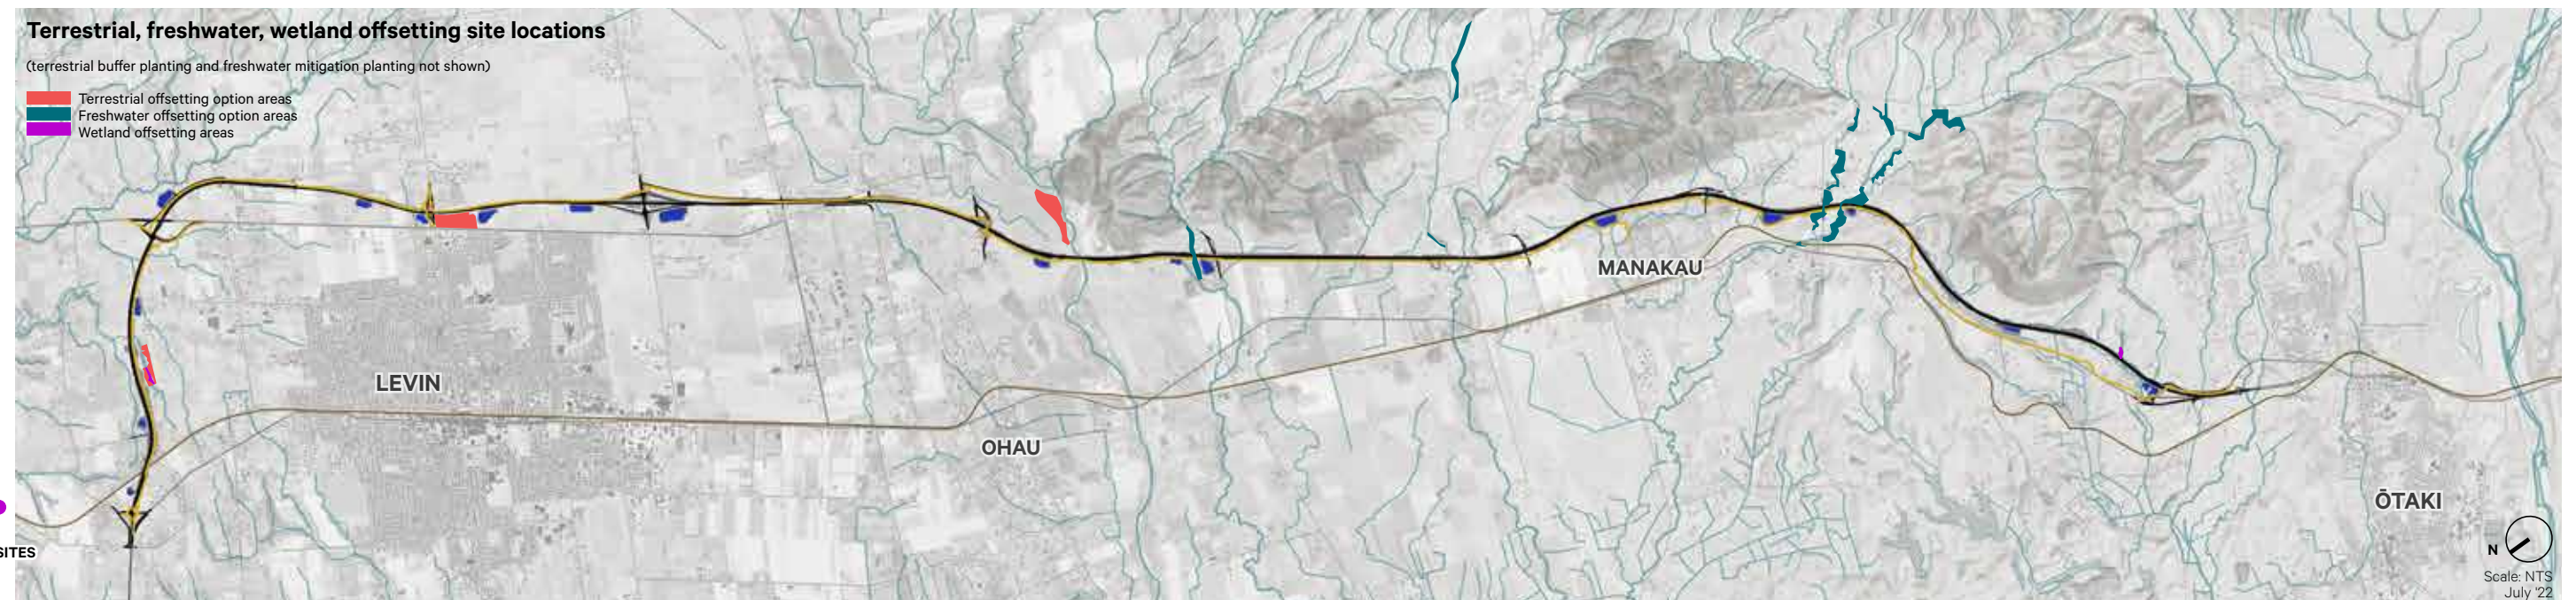 Terrestrial, freshwater, wetland offsetting site locations
(terrestrial buffer planting and freshwater mitigation planting not shown)
Terrestrial offsetting option areas
Freshwater offsetting option areas
Wetland offsetting areas
MANAKAU
LEVIN
OHAU
ŌTAKI
SITES
N
Scale: NTS
July '22